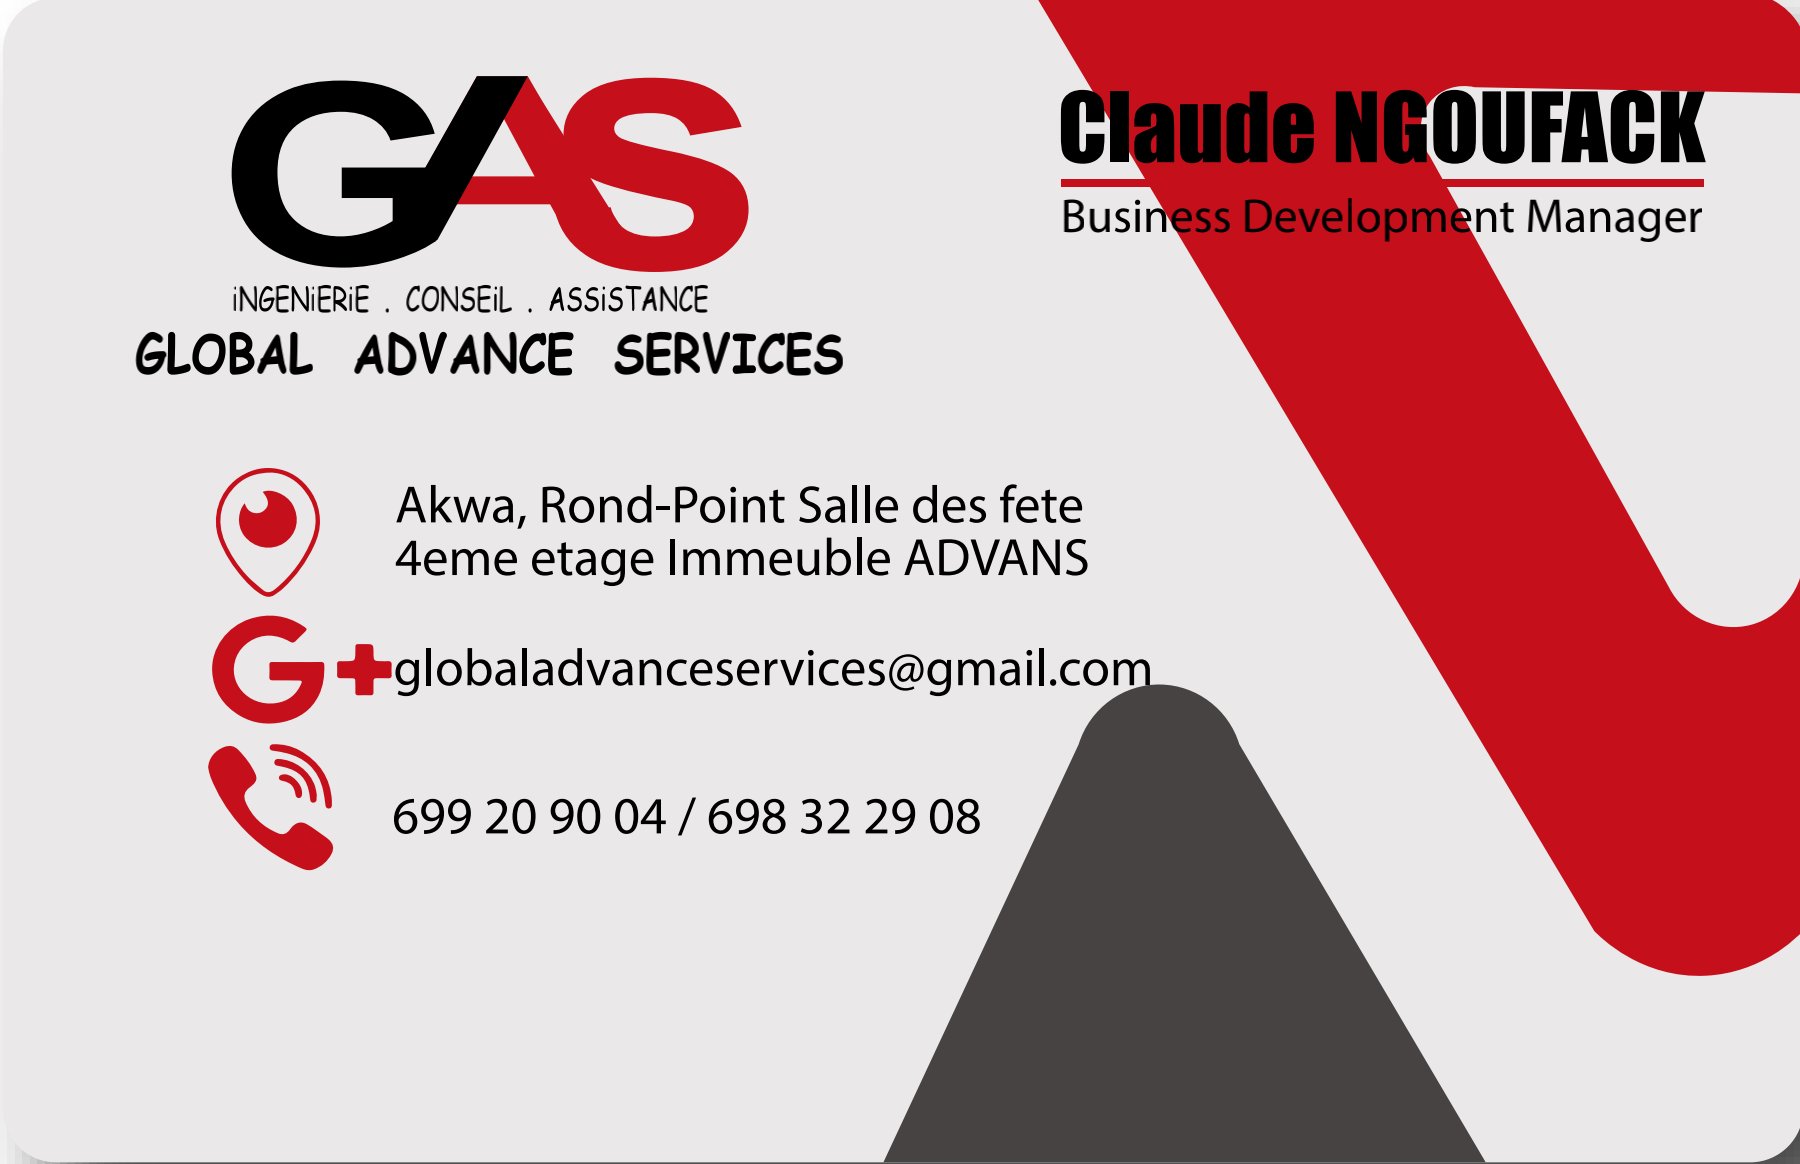 GAS
iNGENiERiE . CONSEiL . ASSiSTANCE
GLOBAL ADVANCE SERVICES
Claude NGOUFACK
Business Development Manager
Akwa, Rond-Point Salle des fete
4eme etage Immeuble ADVANS
G+ globaladvanceservices@gmail.com
699 20 90 04 / 698 32 29 08